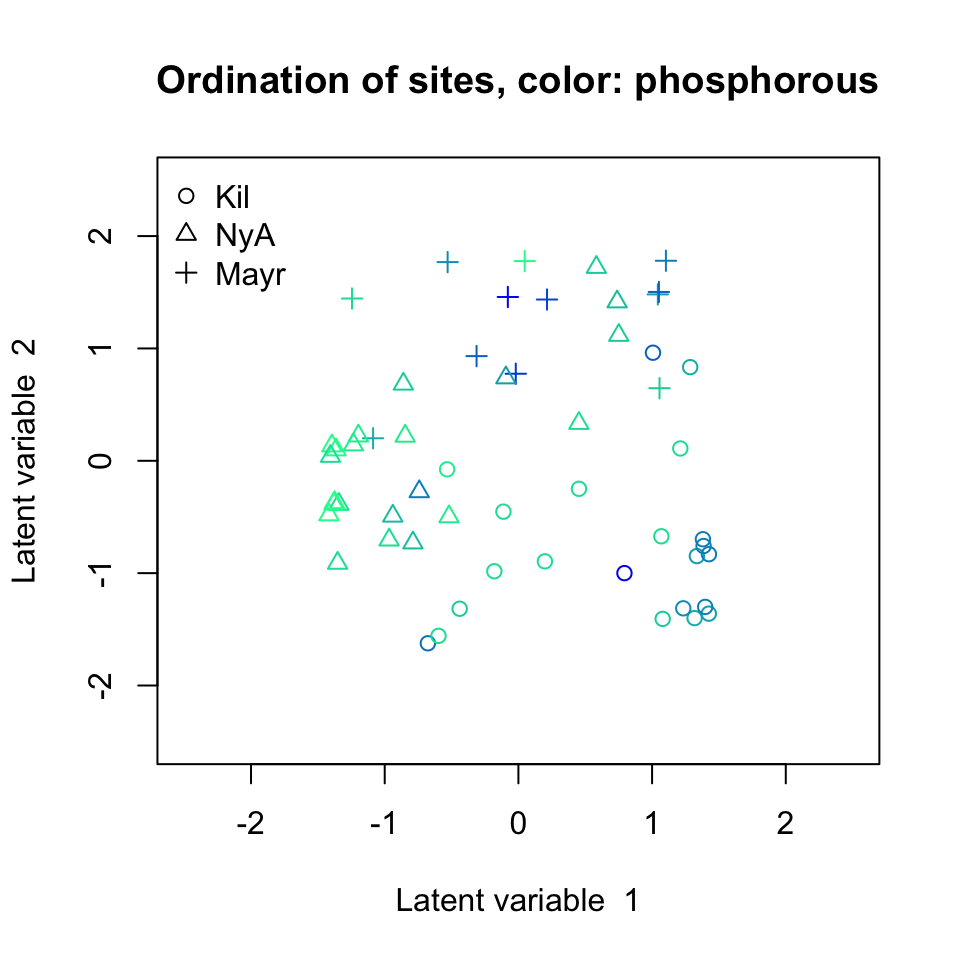 Ordination of sites, color: phosphorous
Kil
NyA
Mayr
2
1
0
-1
-2
Latent variable 2
-2 -1 0 1 2
Latent variable 1